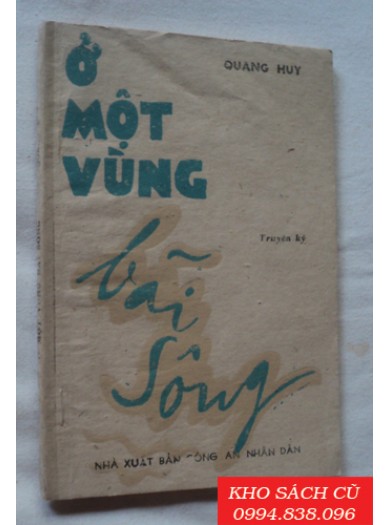 QUANG HUY
Ở
MỘT
VÙNG
Truyện ký
bãi
Sông
NHÀ XUẤT BẢN CÔNG AN NHÂN DÂN
KHO SÁCH CŨ
0994.838.096